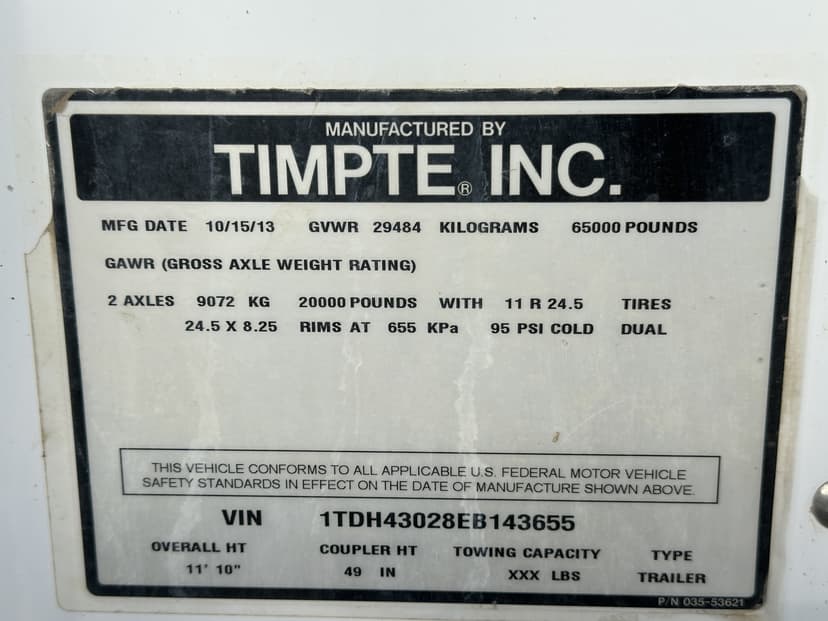 MANUFACTURED BY
TIMPTE® INC.
MFG DATE 10/15/13 GVWR 29484 KILOGRAMS 65000 POUNDS
GAWR (GROSS AXLE WEIGHT RATING)
2 AXLES 9072 KG 20000 POUNDS WITH 11 R 24.5 TIRES
24.5 X 8.25 RIMS AT 655 KPa 95 PSI COLD DUAL
THIS VEHICLE CONFORMS TO ALL APPLICABLE U.S. FEDERAL MOTOR VEHICLE
SAFETY STANDARDS IN EFFECT ON THE DATE OF MANUFACTURE SHOWN ABOVE.
VIN 1TDH43028EB143655
OVERALL HT COUPLER HT TOWING CAPACITY TYPE
11' 10" 49 IN XXX LBS TRAILER
P/N 035-53621